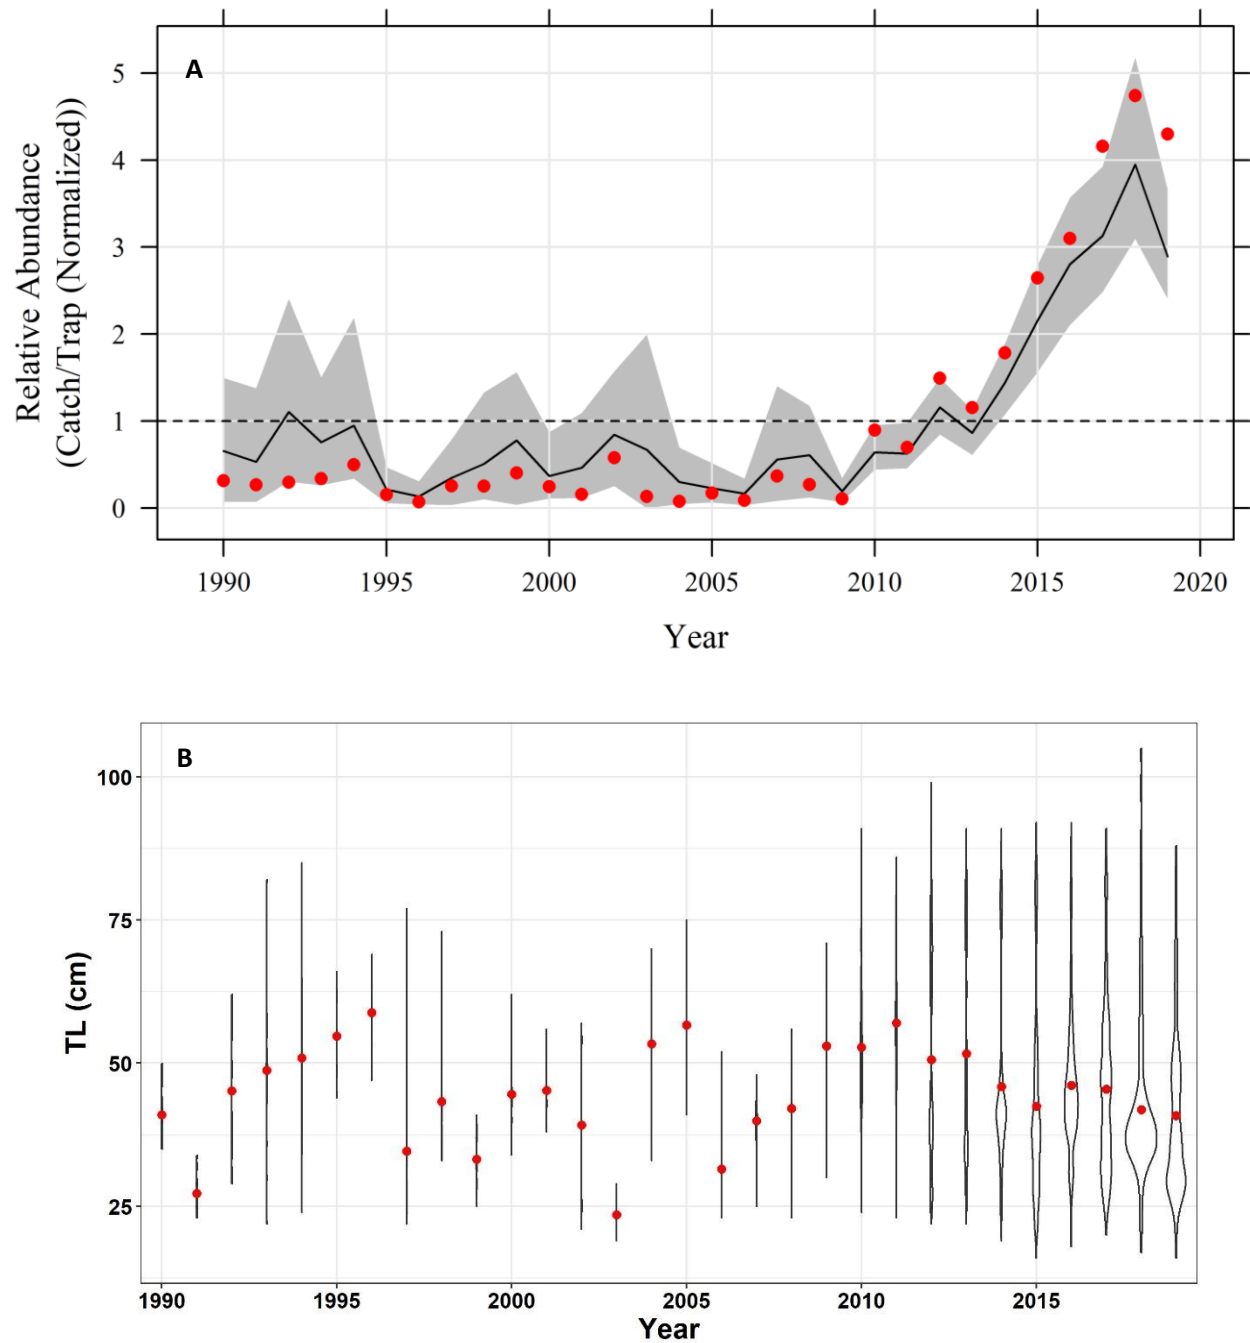 A
Relative Abundance
((Catch/Trap (Normalized))
5
4
3
2
1
0
1990 1995 2000 2005 2010 2015 2020
Year
B
TL (cm)
100
75
50
25
1990 1995 2000 2005 2010 2015
Year